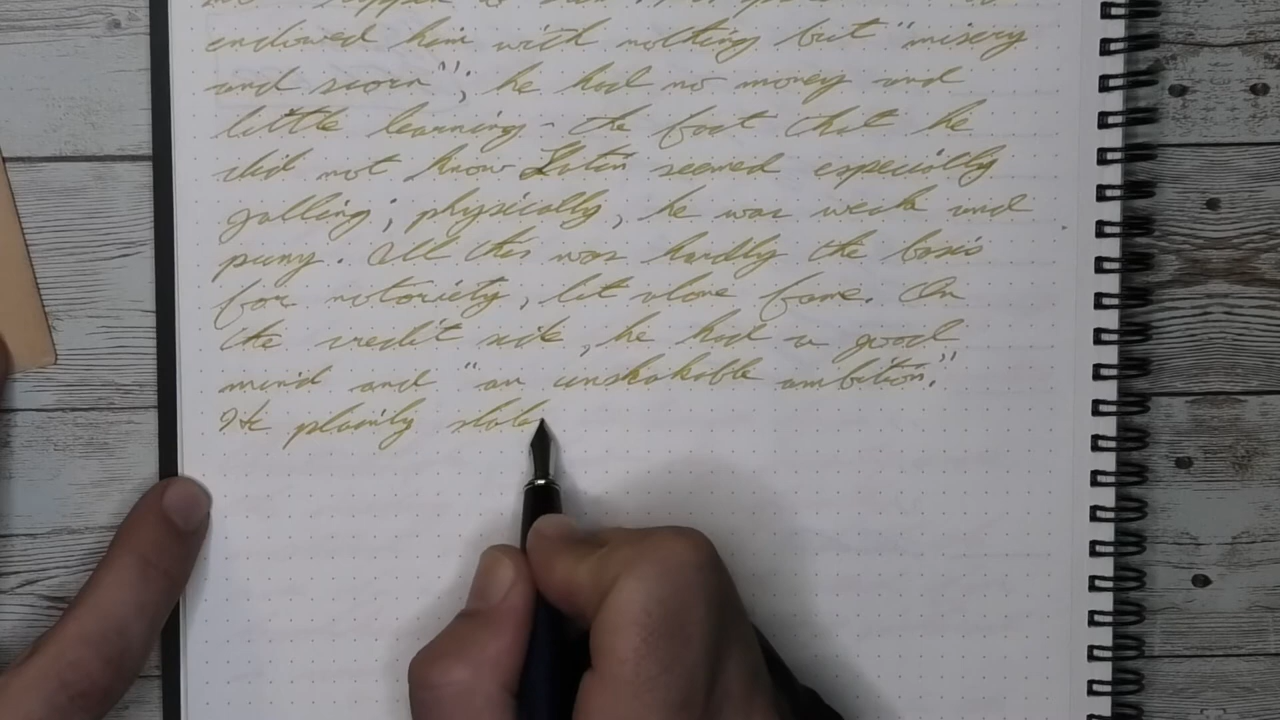 endowed him with nothing but "misery
and scorn"; he had no money and
little learning - the fact that he
did not know Latin seemed especially
galling; physically, he was weak and
puny. All this was hardly the basis
for notoriety, let alone fame. On
the credit side, he had a good
mind and "an unshakable ambition."
He plainly